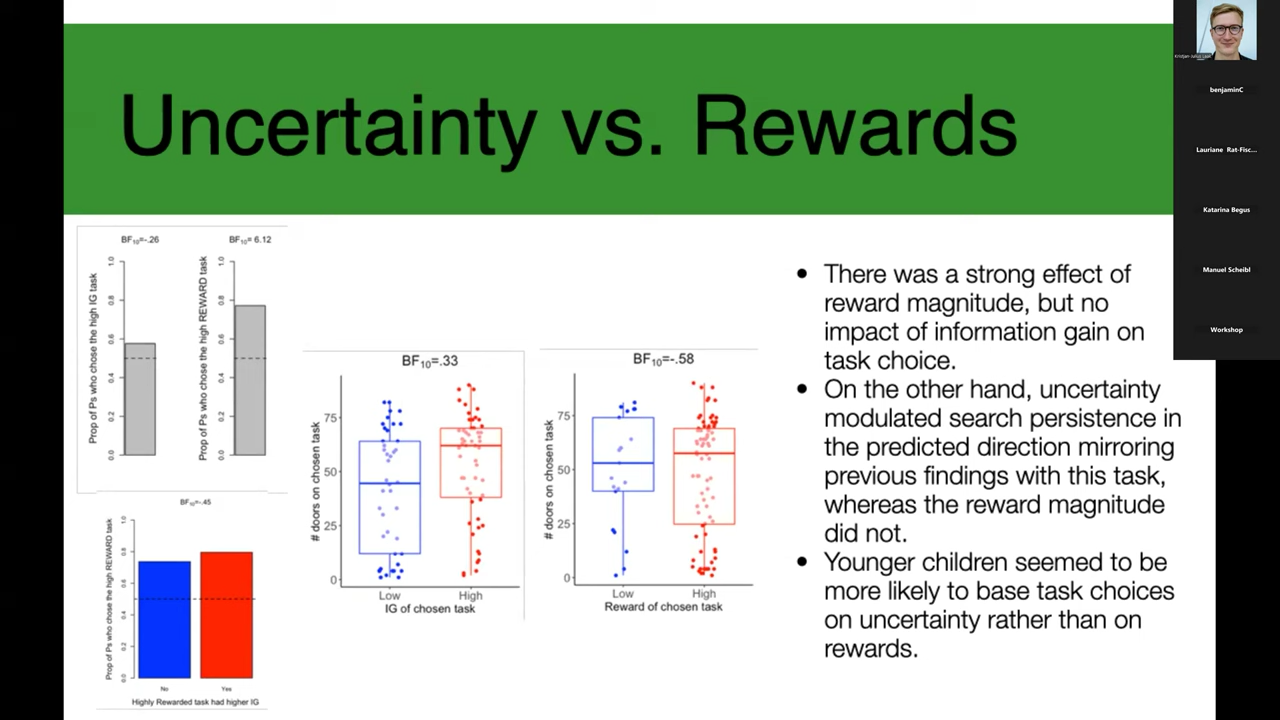 Uncertainty vs. Rewards
BF10=-.26
BF10= 6.12
Prop of Ps who chose the high IG task
1.0
0.8
0.6
0.4
0.2
0.0
Prop of Ps who chose the high REWARD task
1.0
0.8
0.6
0.4
0.2
0.0
BF10=-.45
Prop of Ps who chose the high REWARD task
1.0
0.8
0.6
0.4
0.2
0.0
No
Yes
Highly Rewarded task had higher IG
BF10=.33
# doors on chosen task
75
50
25
0
Low
High
IG of chosen task
BF10=-.58
# doors on chosen task
75
50
25
0
Low
High
Reward of chosen task
• There was a strong effect of
reward magnitude, but no
impact of information gain on
task choice.
• On the other hand, uncertainty
modulated search persistence in
the predicted direction mirroring
previous findings with this task,
whereas the reward magnitude
did not.
• Younger children seemed to be
more likely to base task choices
on uncertainty rather than on
rewards.
Kristjan Julius
benjaminC
Lauriane Rat-Fisc...
Katarina Begus
Manuel Scheibl
Workshop